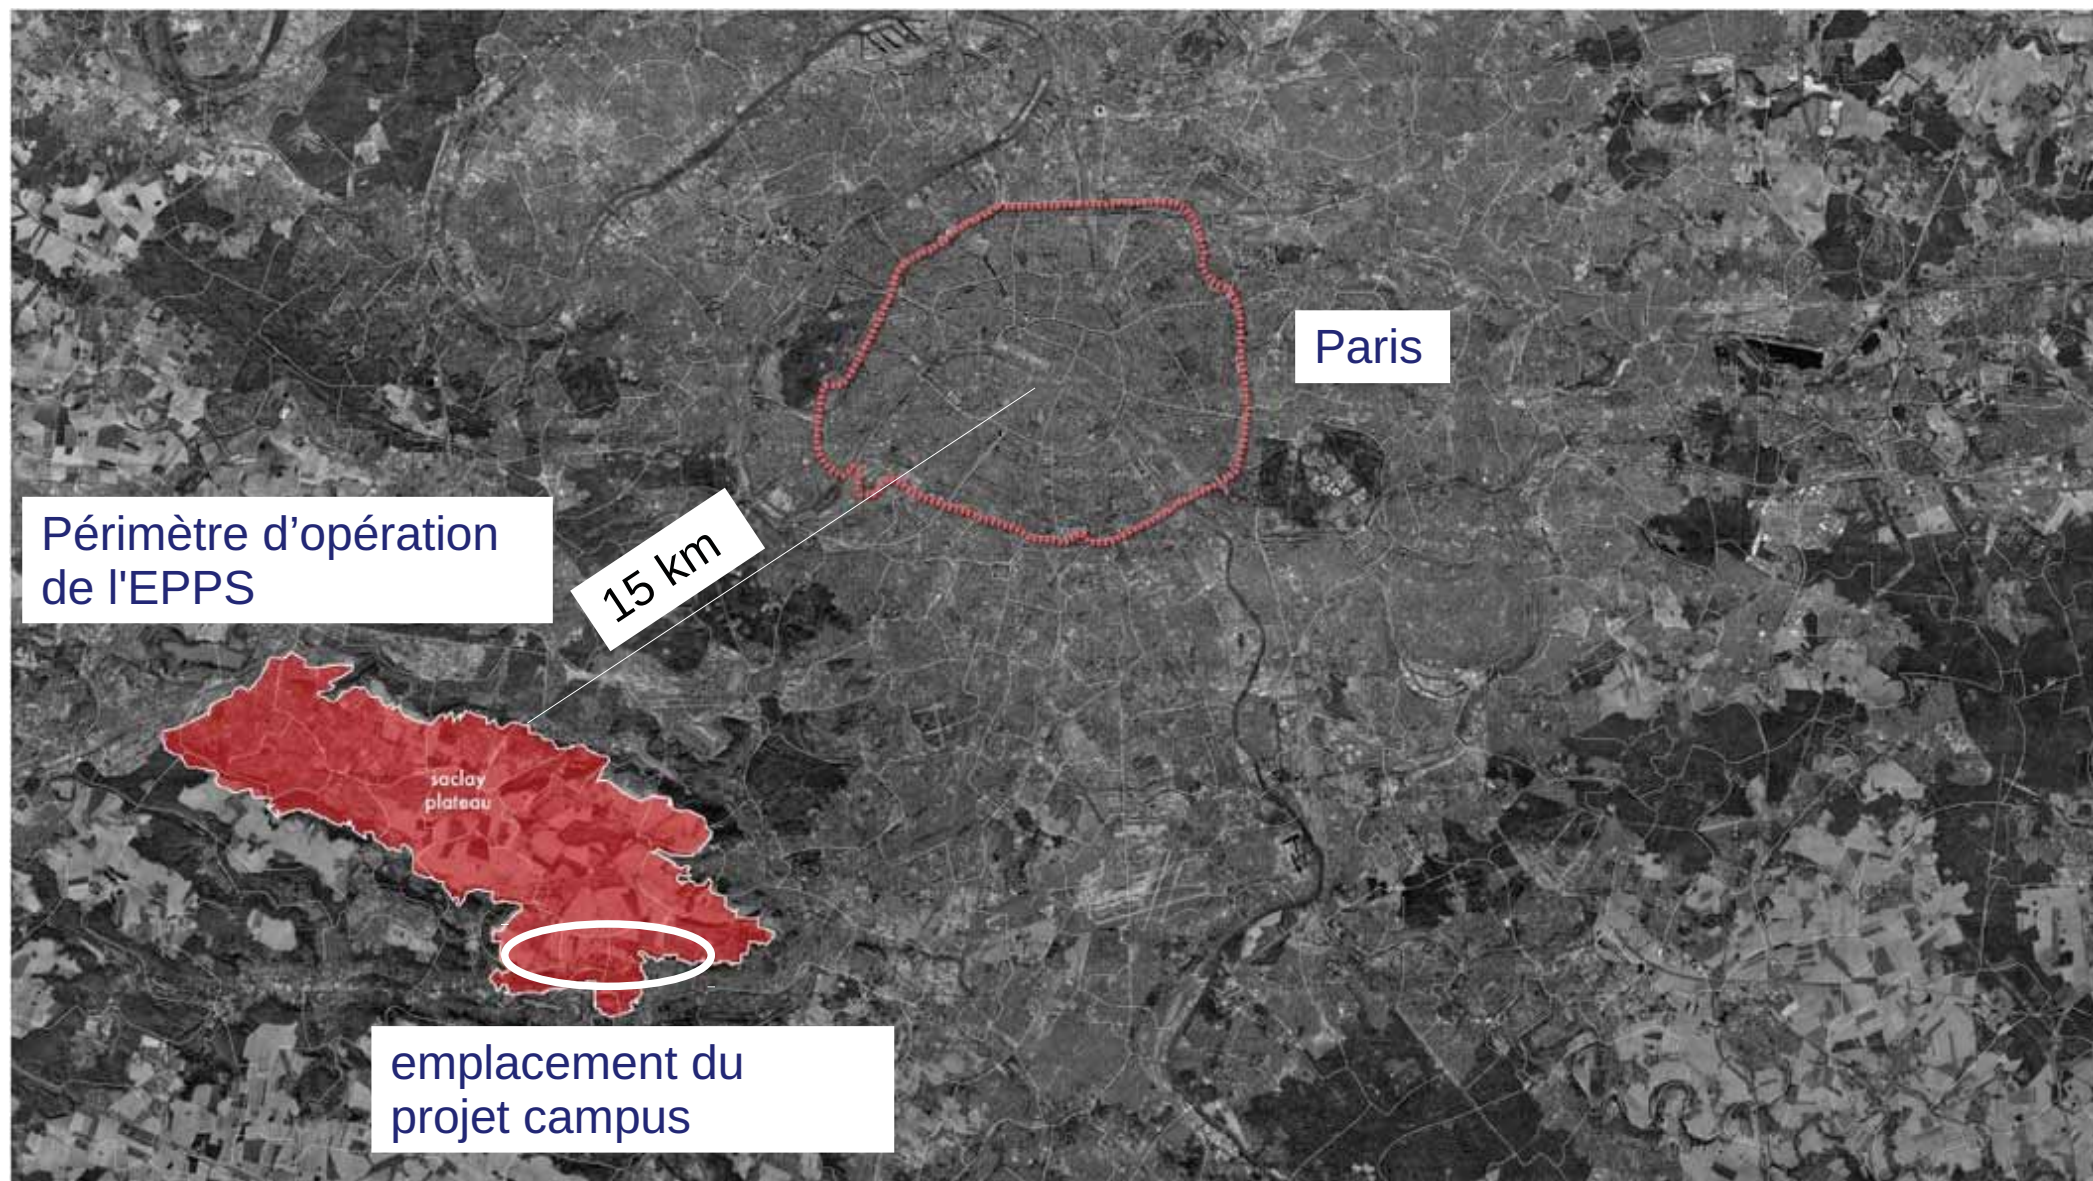 Paris
Périmètre d’opération
de l'EPPS
15 km
saclay
plateau
emplacement du
projet campus